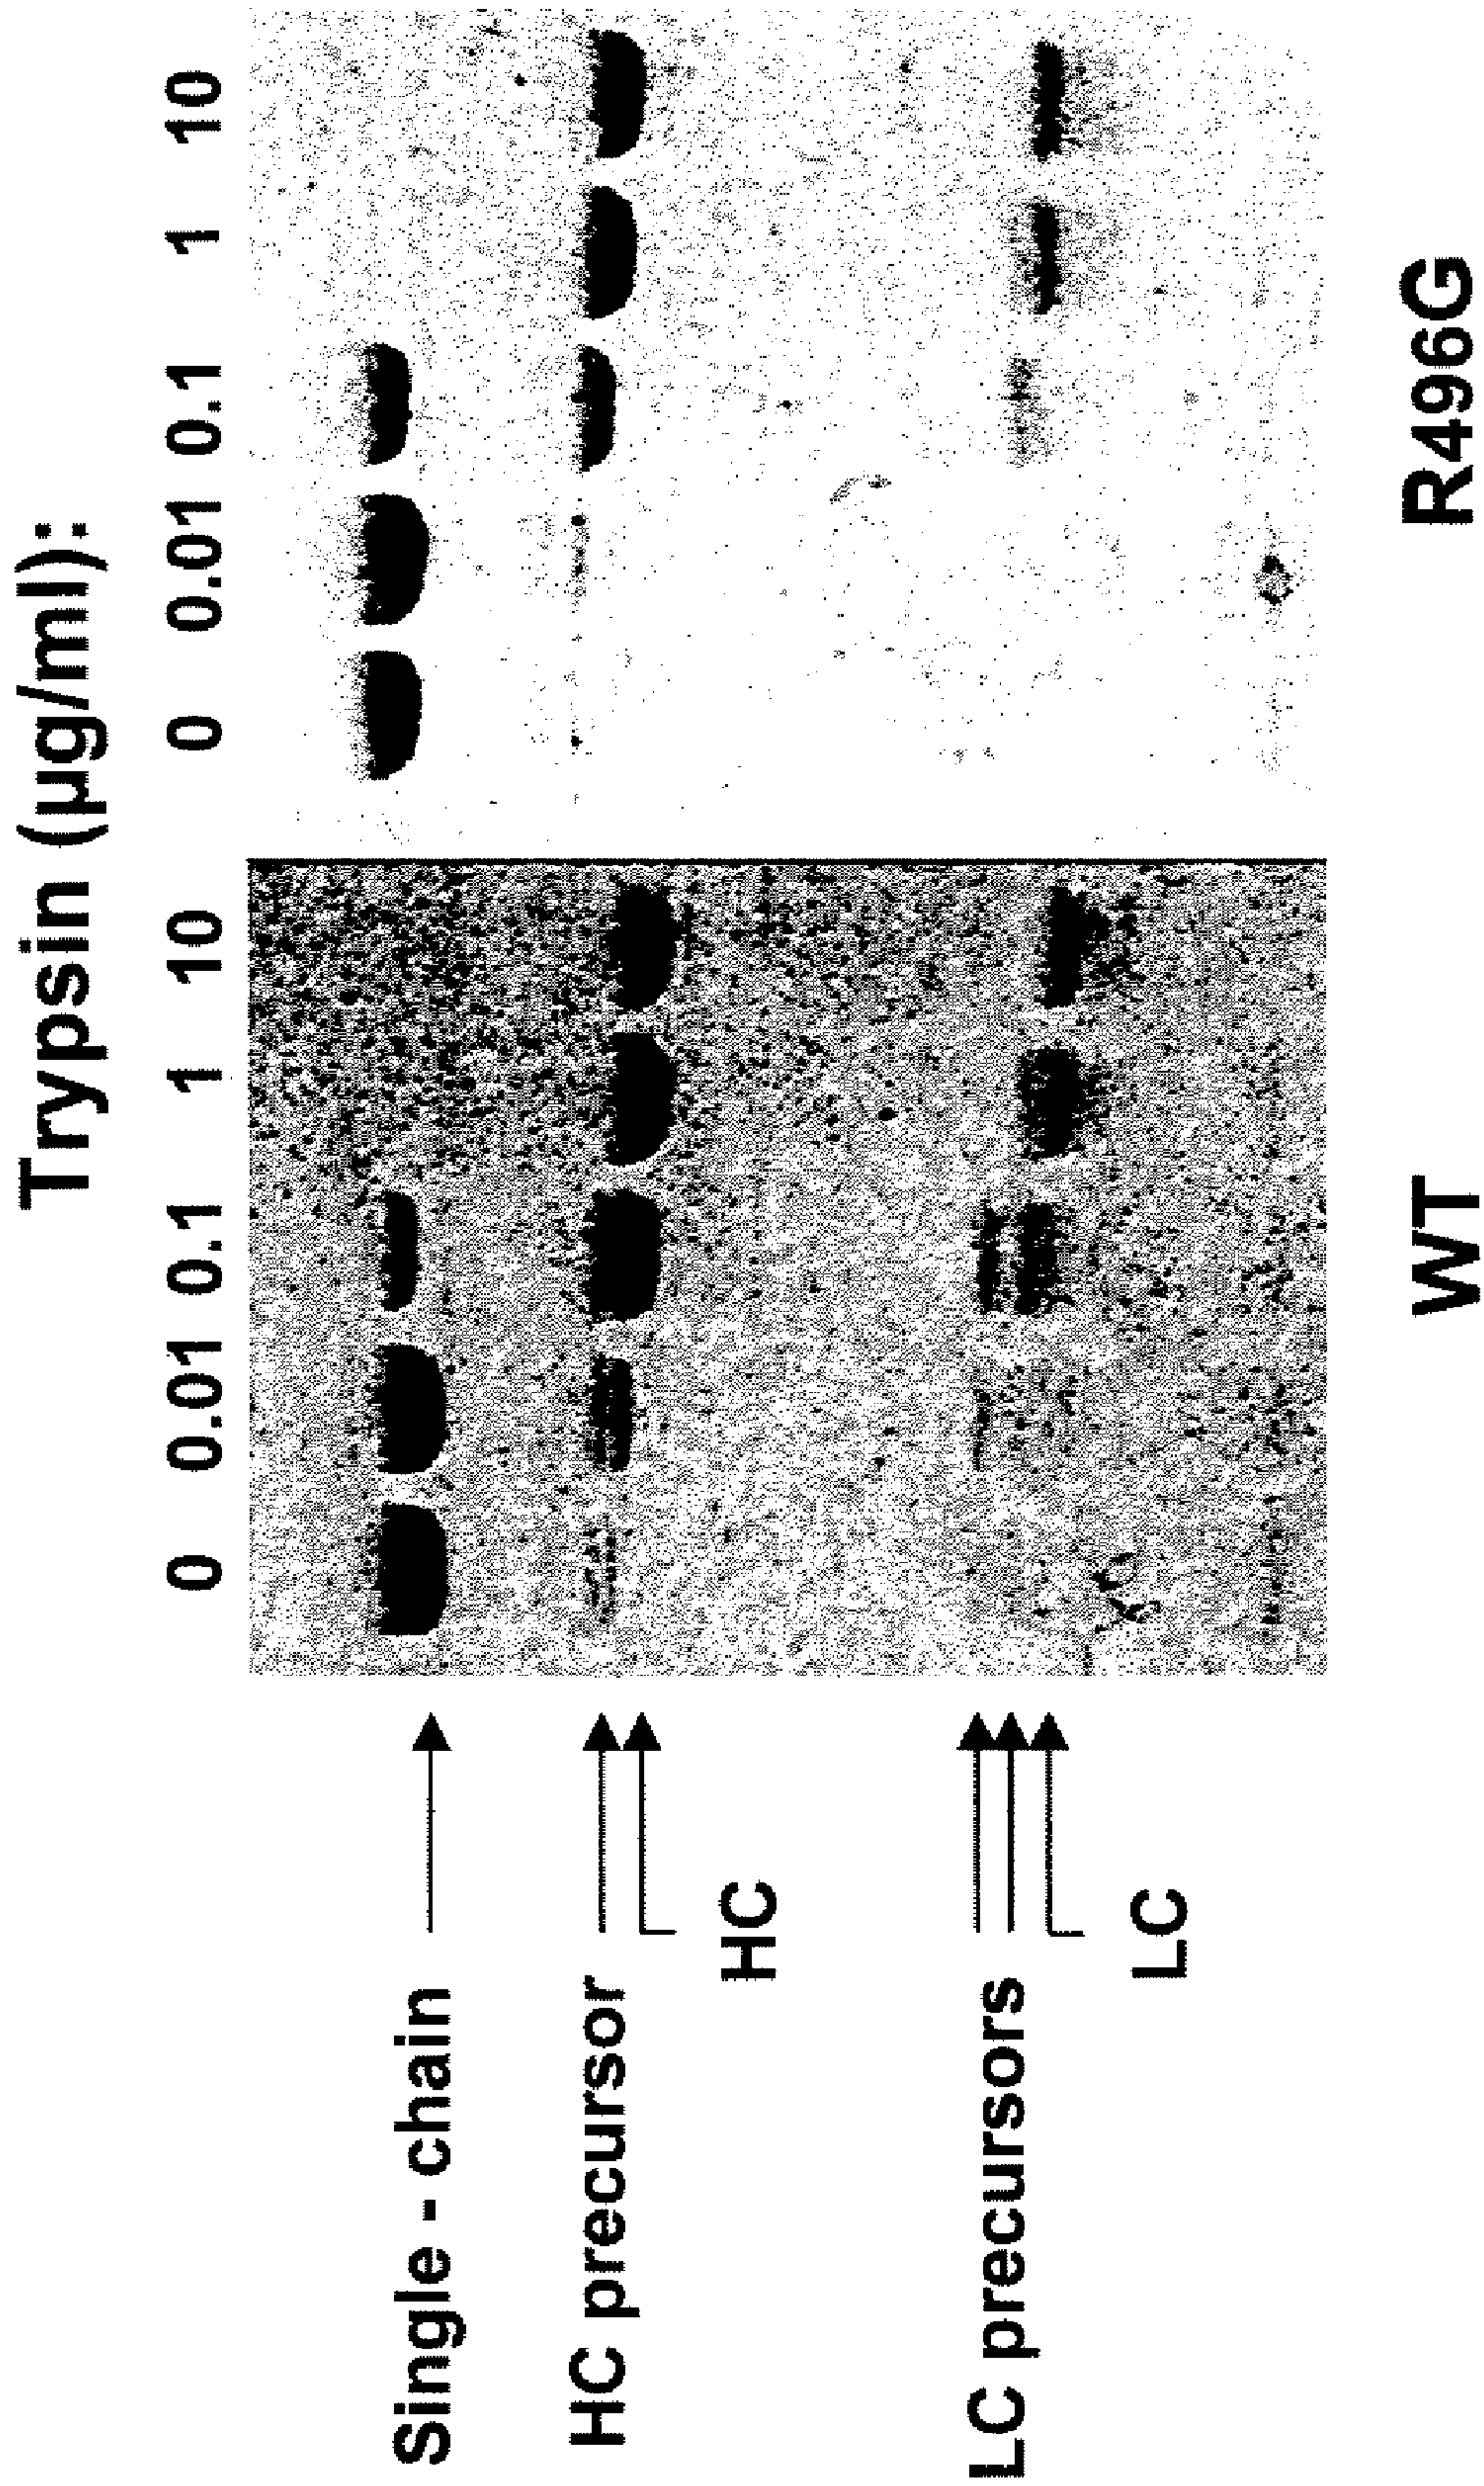 Trypsin (µg/ml):
0 0.01 0.1 1 10 0 0.01 0.1 1 10
Single - chain
HC precursor
HC
LC precursors
LC
WT R496G